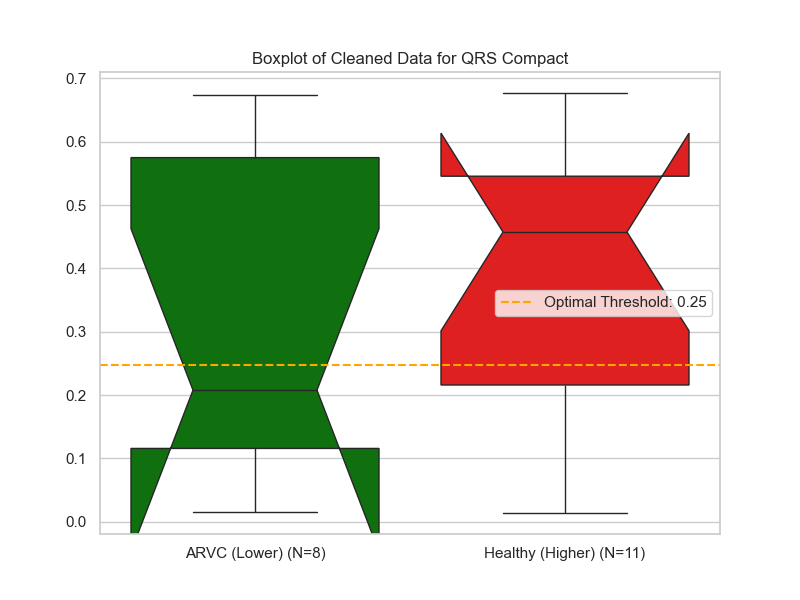 Boxplot of Cleaned Data for QRS Compact
0.7
0.6
0.5
0.4
0.3
0.2
0.1
0.0
Optimal Threshold: 0.25
ARVC (Lower) (N=8)
Healthy (Higher) (N=11)